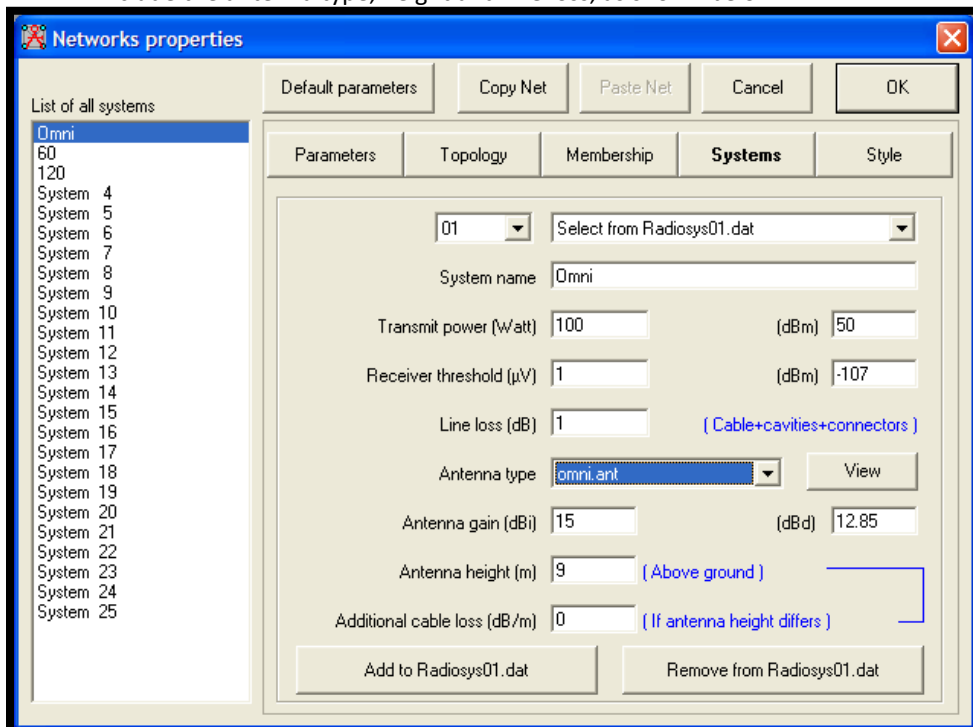 Networks properties
Default parameters Copy Net Paste Net Cancel OK
List of all systems
Omni
60
120
System 4
System 5
System 6
System 7
System 8
System 9
System 10
System 11
System 12
System 13
System 14
System 15
System 16
System 17
System 18
System 19
System 20
System 21
System 22
System 23
System 24
System 25
Parameters Topology Membership Systems Style
01 Select from Radiosys01.dat
System name Omni
Transmit power (Watt) 100 (dBm) 50
Receiver threshold (µV) 1 (dBm) -107
Line loss (dB) 1 ( Cable+cavities+connectors )
Antenna type omni.ant View
Antenna gain (dBi) 15 (dBd) 12.85
Antenna height (m) 9 ( Above ground )
Additional cable loss (dB/m) 0 ( If antenna height differs )
Add to Radiosys01.dat Remove from Radiosys01.dat